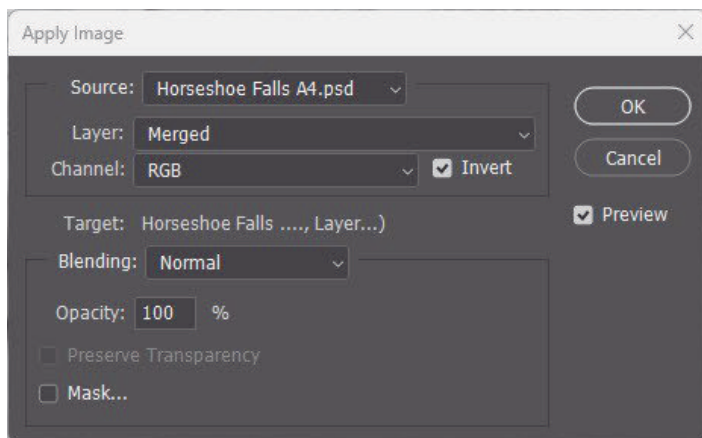 Apply Image
Source: Horseshoe Falls A4.psd
OK
Layer: Merged
Cancel
Channel: RGB Invert
Preview
Target: Horseshoe Falls ...., Layer...)
Blending: Normal
Opacity: 100 %
Preserve Transparency
Mask...